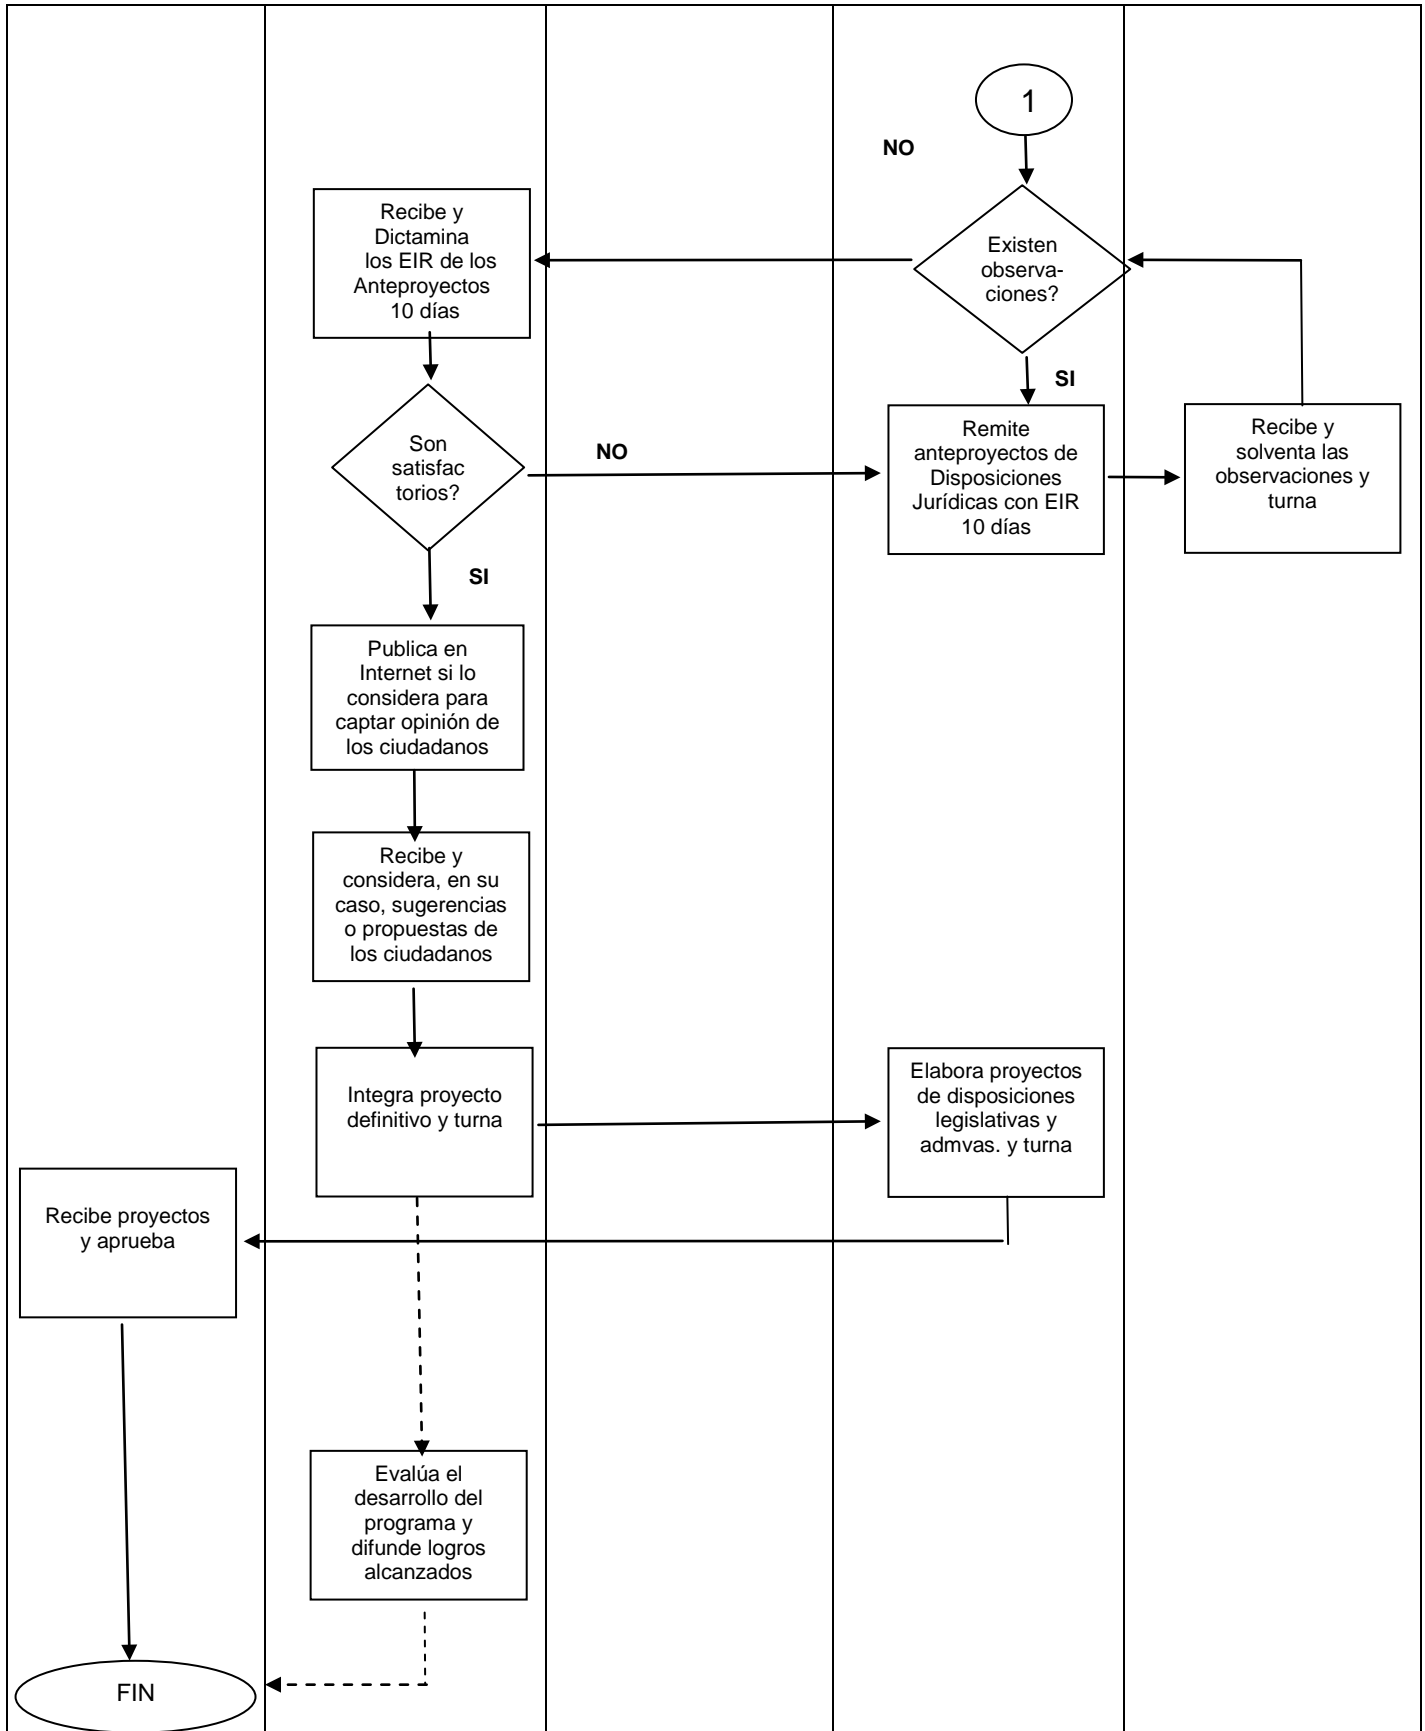 1
NO
Existen
observa-
ciones?
Recibe y
Dictamina
los EIR de los
Anteproyectos
10 días
SI
Son
satisfac
torios?
NO
Remite
anteproyectos de
Disposiciones
Jurídicas con EIR
10 días
Recibe y
solventa las
observaciones y
turna
SI
Publica en
Internet si lo
considera para
captar opinión de
los ciudadanos
Recibe y
considera, en su
caso, sugerencias
o propuestas de
los ciudadanos
Integra proyecto
definitivo y turna
Elabora proyectos
de disposiciones
legislativas y
admvas. y turna
Recibe proyectos
y aprueba
Evalúa el
desarrollo del
programa y
difunde logros
alcanzados
FIN